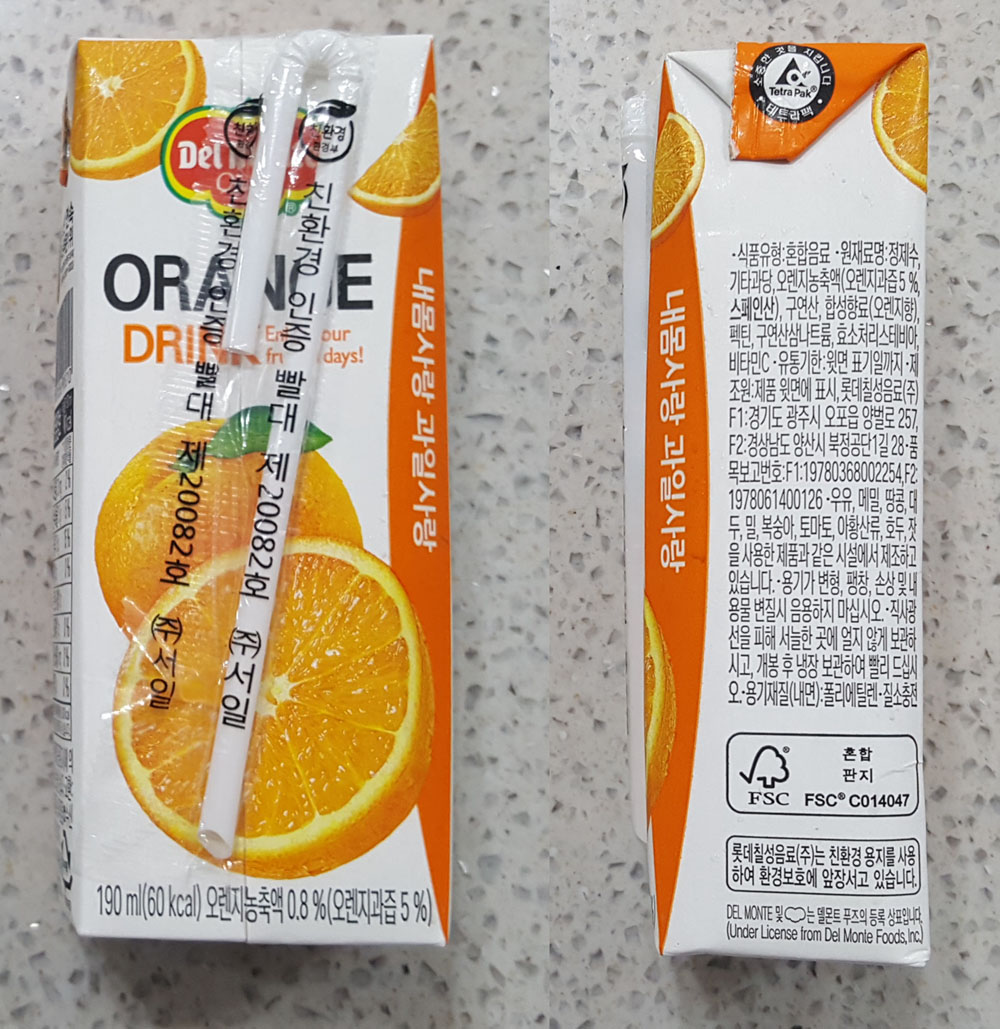 Del
친환경
환경부
친환경 인증 빨대 제20082호 ㈜서일
친환경 인증 빨대 제20082호 ㈜서일
ORANGE
DRINK
days!
내몸사랑 과일사랑
190 ml(60 kcal) 오렌지농축액 0.8 %(오렌지과즙 5 %)
소중한 것을 지킵니다
Tetra Pak®
테트라팩
내몸사랑 과일사랑
·식품유형:혼합음료 ·원재료명:정제수,
기타과당, 오렌지농축액(오렌지과즙 5 %,
스페인산), 구연산, 합성향료(오렌지향),
펙틴, 구연산삼나트륨, 효소처리스테비아,
비타민C ·유통기한:윗면 표기일까지 ·제
조원:제품 윗면에 표시, 롯데칠성음료(주)
F1:경기도 광주시 오포읍 양벌로 257,
F2:경상남도 양산시 북정공단1길 28 ·품
목보고번호:F1:19780368002254, F2:
1978061400126 ·우유, 메밀, 땅콩, 대
두, 밀, 복숭아, 토마토, 아황산류, 호두, 잣
을 사용한 제품과 같은 시설에서 제조하고
있습니다. ·용기가 변형, 팽창, 손상 및 내
용물 변질시 음용하지 마십시오. ·직사광
선을 피해 서늘한 곳에 얼지 않게 보관하
시고, 개봉 후 냉장 보관하여 빨리 드십시
오. ·용기재질(내면):폴리에틸렌 ·질소충전
혼합
판지
FSC
FSC® C014047
롯데칠성음료(주)는 친환경 용지를 사용
하여 환경보호에 앞장서고 있습니다.
DEL MONTE 및 는 델몬트 푸즈의 등록 상표입니다.
(Under License from Del Monte Foods, Inc.)